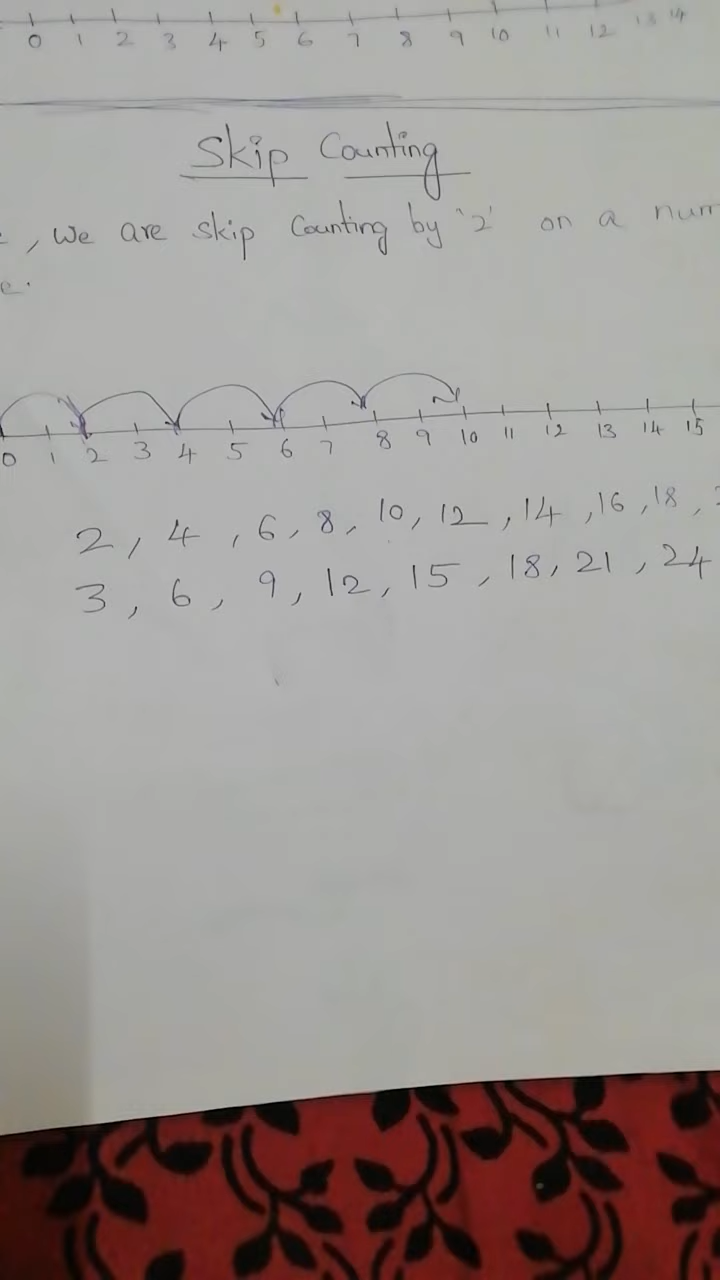 0 1 2 3 4 5 6 7 8 9 10 11 12 13 14
Skip Counting
, We are skip Counting by '2' on a num
e.
0 1 2 3 4 5 6 7 8 9 10 11 12 13 14 15
2, 4, 6, 8, 10, 12, 14, 16, 18,
3, 6, 9, 12, 15, 18, 21, 24